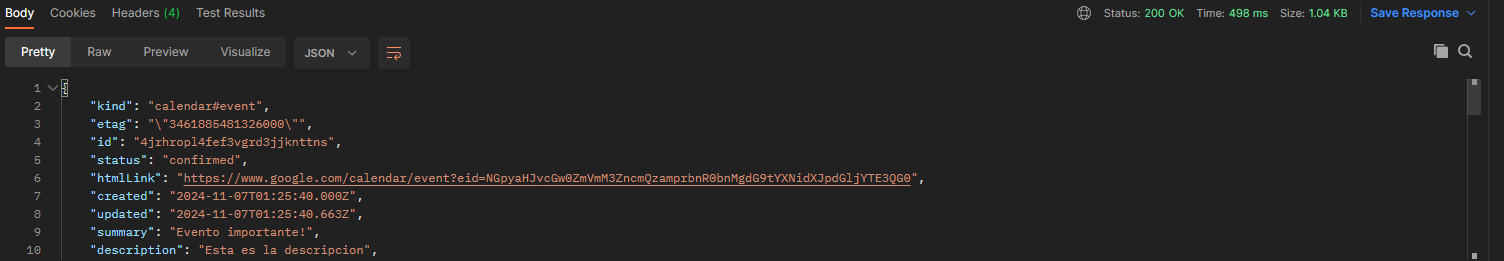 Body Cookies Headers (4) Test Results Status: 200 OK Time: 498 ms Size: 1.04 KB Save Response
Pretty Raw Preview Visualize JSON
1 {
2 "kind": "calendar#event",
3 "etag": "\"3461885481326000\"",
4 "id": "4jrhropl4fef3vgrd3jjknttns",
5 "status": "confirmed",
6 "htmlLink": "https://www.google.com/calendar/event?eid=NGpyaHJvcGw0ZmVmM3ZncmQzamprbnR0bnMgdG9tYXNidXJpdGljYTE3QG0",
7 "created": "2024-11-07T01:25:40.000Z",
8 "updated": "2024-11-07T01:25:40.663Z",
9 "summary": "Evento importante!",
10 "description": "Esta es la descripcion",